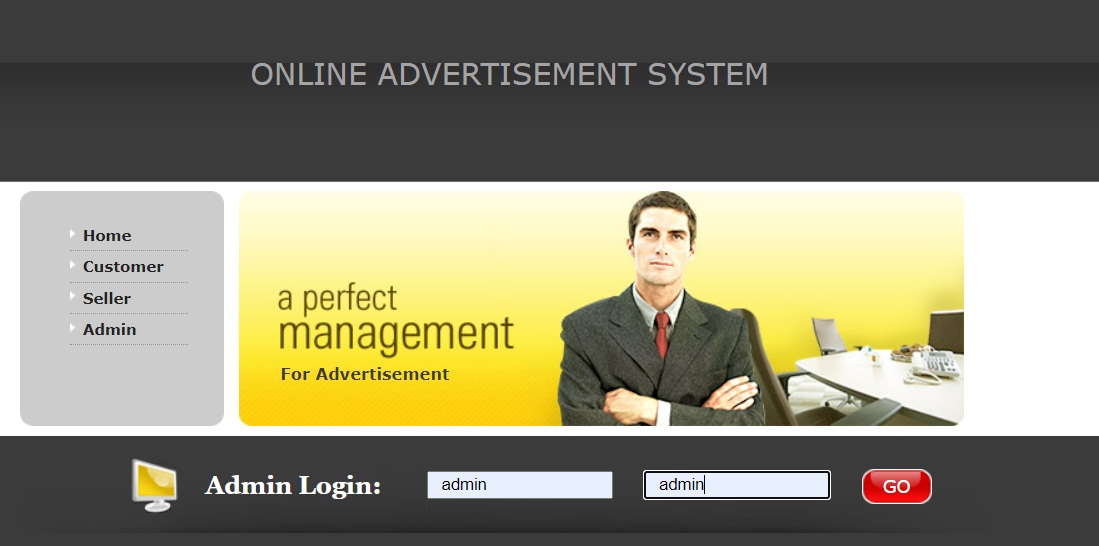 ONLINE ADVERTISEMENT SYSTEM
Home
Customer
Seller
Admin
a perfect
management
For Advertisement
Admin Login:
admin
admin
GO